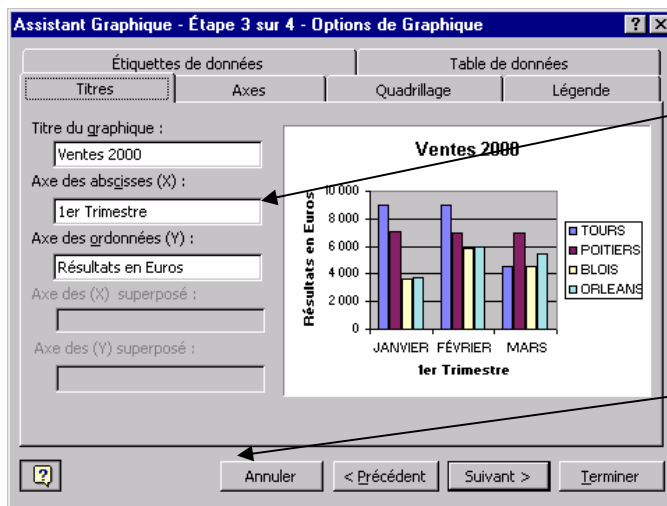 Assistant Graphique - Étape 3 sur 4 - Options de Graphique
Étiquettes de données
Table de données
Titres
Axes
Quadrillage
Légende
Titre du graphique :
Ventes 2000
Axe des abscisses (X) :
1er Trimestre
Axe des ordonnées (Y) :
Résultats en Euros
Axe des (X) superposé :
Axe des (Y) superposé :
Ventes 2000
Résultats en Euros
10 000
8 000
6 000
4 000
2 000
0
JANVIER FÉVRIER MARS
1er Trimestre
TOURS
POITIERS
BLOIS
ORLEANS
Annuler
< Précédent
Suivant >
Terminer